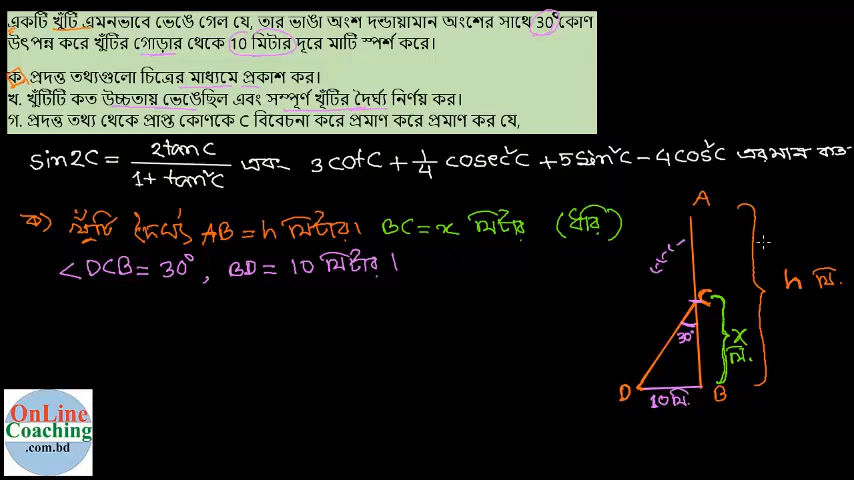 একটি খুঁটি এমনভাবে ভেঙে গেল যে, তার ভাঙা অংশ দন্ডায়মান অংশের সাথে 30°কোণ
উৎপন্ন করে খুঁটির গোড়ার থেকে 10 মিটার দূরে মাটি স্পর্শ করে।
ক. প্রদত্ত তথ্যগুলো চিত্রের মাধ্যমে প্রকাশ কর।
খ. খুঁটিটি কত উচ্চতায় ভেঙেছিল এবং সম্পূর্ণ খুঁটির দৈর্ঘ্য নির্ণয় কর।
গ. প্রদত্ত তথ্য থেকে প্রাপ্ত কোণকে C বিবেচনা করে প্রমাণ করে প্রমাণ কর যে,
sin2C = 2tanC / 1+tan²C এবং 3cot²C + 1/4 cosec²C + 5sin²C - 4cos²C এর মান কত
ক) খুঁটি দৈর্ঘ্য AB = h মিটার। BC = x মিটার (ধরি)
∠DCB = 30°, BD = 10 মিটার।
A
C
30°
x
মি.
h মি.
D
10 মি.
B
OnLine
Coaching
.com.bd